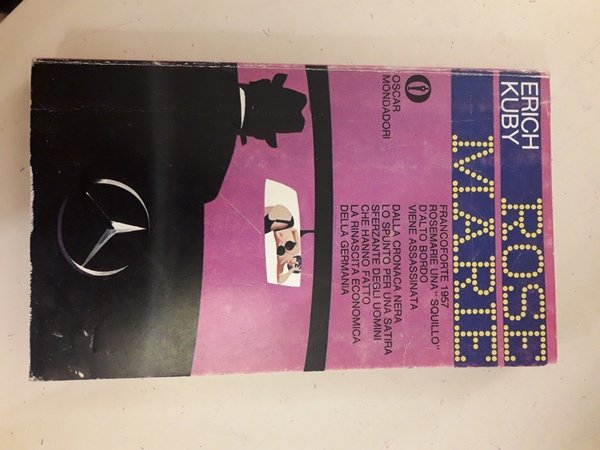 ERICH
KUBY
ROSE
MARIE
OSCAR
MONDADORI
FRANCOFORTE 1957
ROSEMARIE UNA "SQUILLO"
D'ALTO BORDO
VIENE ASSASSINATA
DALLA CRONACA NERA
LO SPUNTO PER UNA SATIRA
SFERZANTE DEGLI UOMINI
CHE HANNO FATTO
LA RINASCITA ECONOMICA
DELLA GERMANIA